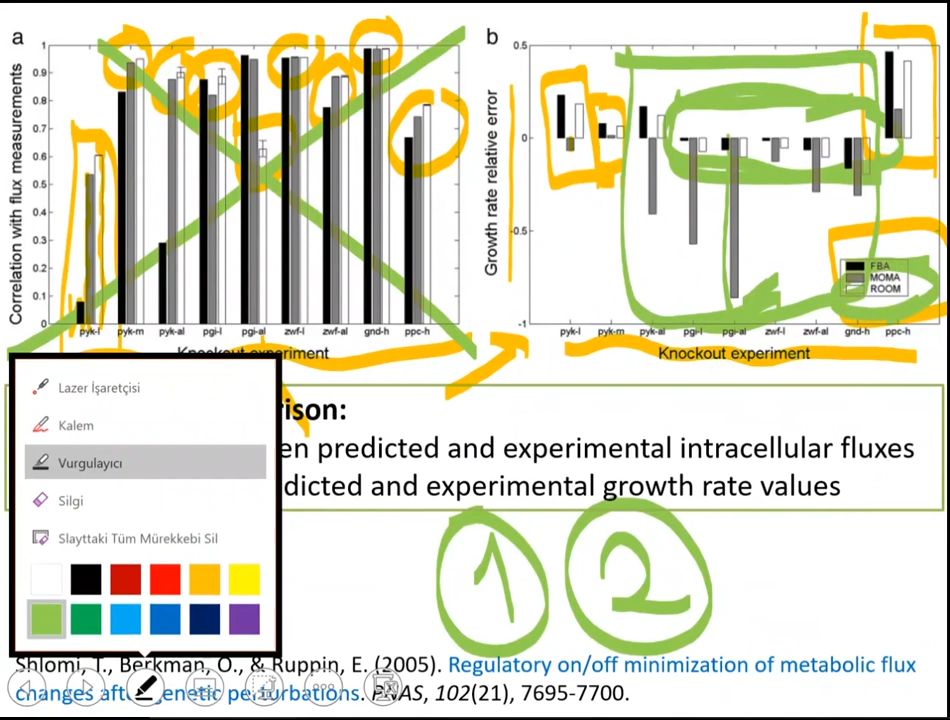 a
b
Correlation with flux measurements
1
0.9
0.8
0.7
0.6
0.5
0.4
0.3
0.2
0.1
0
pyk-l pyk-m pyk-al pgi-l pgi-al zwf-l zwf-al gnd-h ppc-h
Knockout experiment
Growth rate relative error
0.5
0
-0.5
-1
FBA
MOMA
ROOM
pyk-l pyk-m pyk-al pgi-l pgi-al zwf-l zwf-al gnd-h ppc-h
Knockout experiment
rison:
en predicted and experimental intracellular fluxes
dicted and experimental growth rate values
Lazer İşaretçisi
Kalem
Vurgulayıcı
Silgi
Slayttaki Tüm Mürekkebi Sil
1 2
Shlomi, T., Berkman, O., & Ruppin, E. (2005). Regulatory on/off minimization of metabolic flux
changes after genetic perturbations. PNAS, 102(21), 7695-7700.